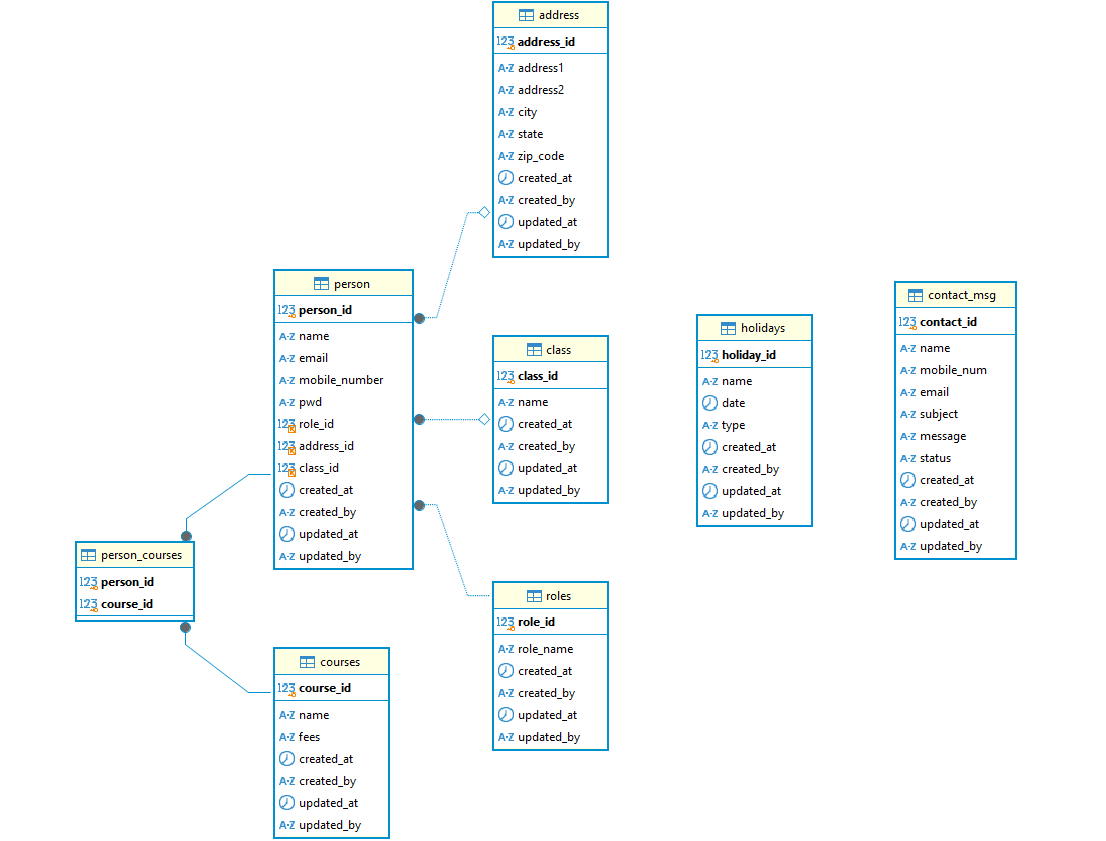 address
123 address_id
A-Z address1
A-Z address2
A-Z city
A-Z state
A-Z zip_code
created_at
A-Z created_by
updated_at
A-Z updated_by
person
123 person_id
A-Z name
A-Z email
A-Z mobile_number
A-Z pwd
123 role_id
123 address_id
123 class_id
created_at
A-Z created_by
updated_at
A-Z updated_by
class
123 class_id
A-Z name
created_at
A-Z created_by
updated_at
A-Z updated_by
holidays
123 holiday_id
A-Z name
date
A-Z type
created_at
A-Z created_by
updated_at
A-Z updated_by
contact_msg
123 contact_id
A-Z name
A-Z mobile_num
A-Z email
A-Z subject
A-Z message
A-Z status
created_at
A-Z created_by
updated_at
A-Z updated_by
person_courses
123 person_id
123 course_id
roles
123 role_id
A-Z role_name
created_at
A-Z created_by
updated_at
A-Z updated_by
courses
123 course_id
A-Z name
A-Z fees
created_at
A-Z created_by
updated_at
A-Z updated_by